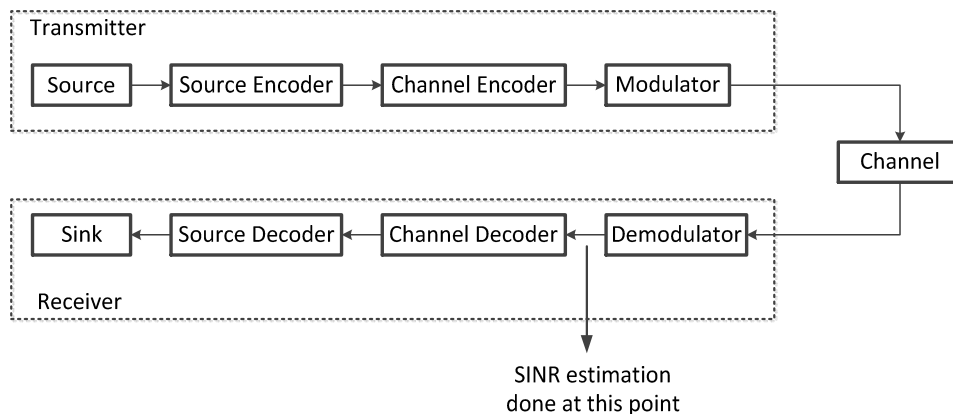 Transmitter
Source
Source Encoder
Channel Encoder
Modulator
Channel
Sink
Source Decoder
Channel Decoder
Demodulator
Receiver
SINR estimation
done at this point